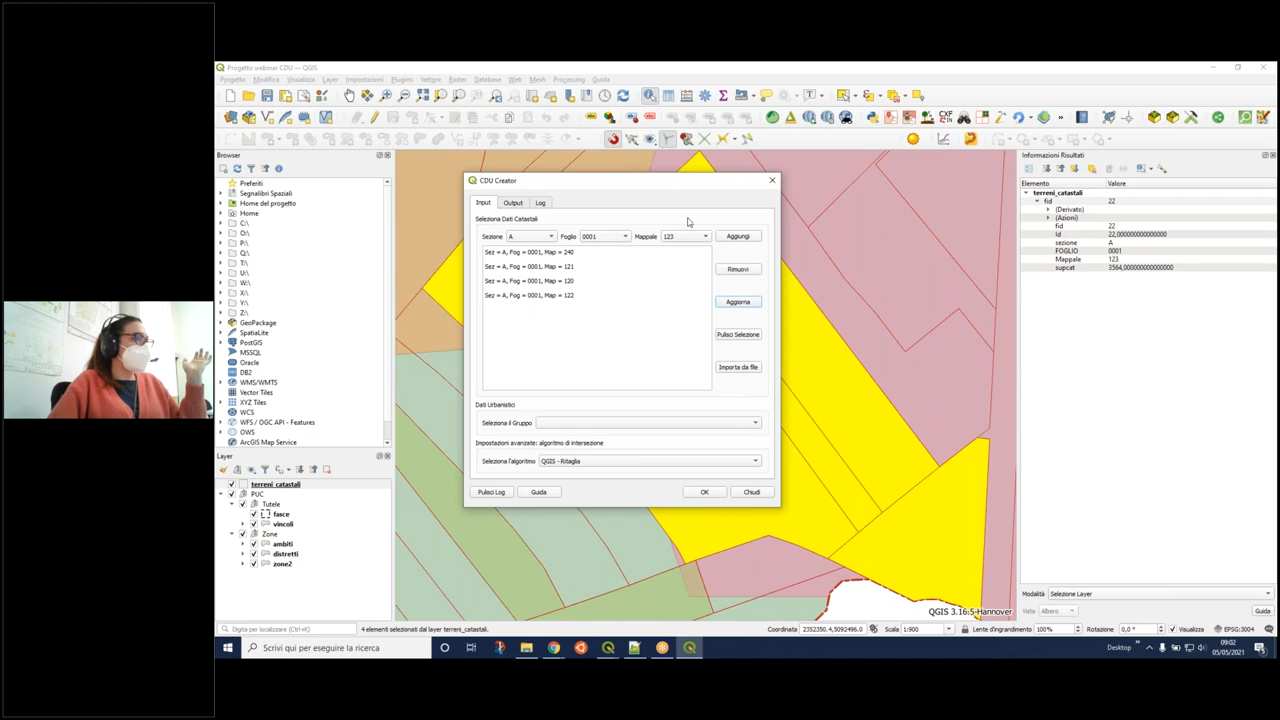 Progetto webinar CDU — QGIS
Progetto Modifica Visualizza Layer Impostazioni Plugins Vettore Raster Database Web Mesh Processing Guida
Browser
Preferiti
Segnalibri Spaziali
Home del progetto
Home
C:\
D:\
T:\
U:\
W:\
X:\
Y:\
Z:\
GeoPackage
SpatiaLite
PostGIS
MSSQL
Oracle
DB2
WMS/WMTS
Vector Tiles
XYZ Tiles
WCS
WFS / OGC API - Features
OWS
ArcGIS Map Service
Layer
terreni_catastali
PUC
Tutele
fasce
vincoli
Zone
ambiti
distretti
zone2
CDU Creator
Input Output Log
Seleziona Dati Catastali
Sezione A Foglio 0001 Mappale 123 Aggiungi
Sez = A, Fog = 0001, Map = 240
Sez = A, Fog = 0001, Map = 121
Sez = A, Fog = 0001, Map = 120
Sez = A, Fog = 0001, Map = 122
Rimuovi
Aggiorna
Pulisci Selezione
Importa da file
Dati Urbanistici
Seleziona il Gruppo
Impostazioni avanzate: algoritmo di intersezione
Seleziona l'algoritmo QGIS - Ritaglia
Pulisci Log Guida OK Chiudi
Informazioni Risultati
Elemento Valore
terreni_catastali
fid 22
(Derivato)
(Azioni)
fid 22
Id 22,000000000000000
sezione A
FOGLIO 0001
Mappale 123
supcat 3564,000000000000000
Modalità Selezione Layer
Vista Albero Guida
QGIS 3.16.5-Hannover
Digita per localizzare (Ctrl+K) 4 elementi selezionati dal layer terreni_catastali. Coordinata 2352350.4,5092496.0 Scala 1:900 Lente d'ingrandimento 100% Rotazione 0,0 ° Visualizza EPSG:3004
Scrivi qui per eseguire la ricerca
Desktop
09:02
05/05/2021